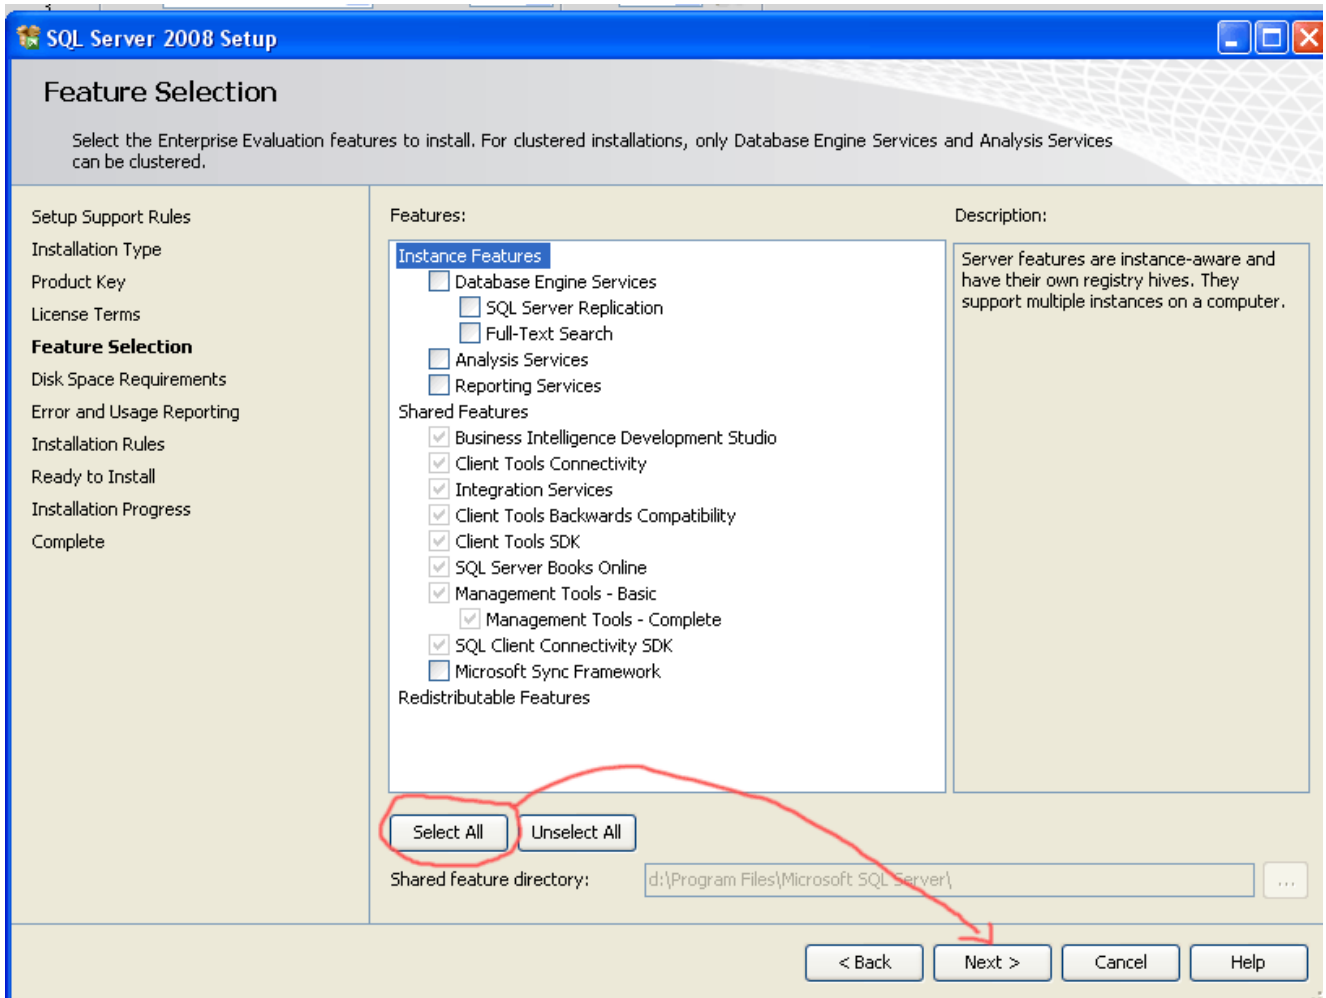 SQL Server 2008 Setup
Feature Selection
Select the Enterprise Evaluation features to install. For clustered installations, only Database Engine Services and Analysis Services
can be clustered.
Setup Support Rules
Installation Type
Product Key
License Terms
Feature Selection
Disk Space Requirements
Error and Usage Reporting
Installation Rules
Ready to Install
Installation Progress
Complete
Features:
Instance Features
Database Engine Services
SQL Server Replication
Full-Text Search
Analysis Services
Reporting Services
Shared Features
Business Intelligence Development Studio
Client Tools Connectivity
Integration Services
Client Tools Backwards Compatibility
Client Tools SDK
SQL Server Books Online
Management Tools - Basic
Management Tools - Complete
SQL Client Connectivity SDK
Microsoft Sync Framework
Redistributable Features
Description:
Server features are instance-aware and
have their own registry hives. They
support multiple instances on a computer.
Select All
Unselect All
Shared feature directory:
d:\Program Files\Microsoft SQL Server\
...
< Back
Next >
Cancel
Help